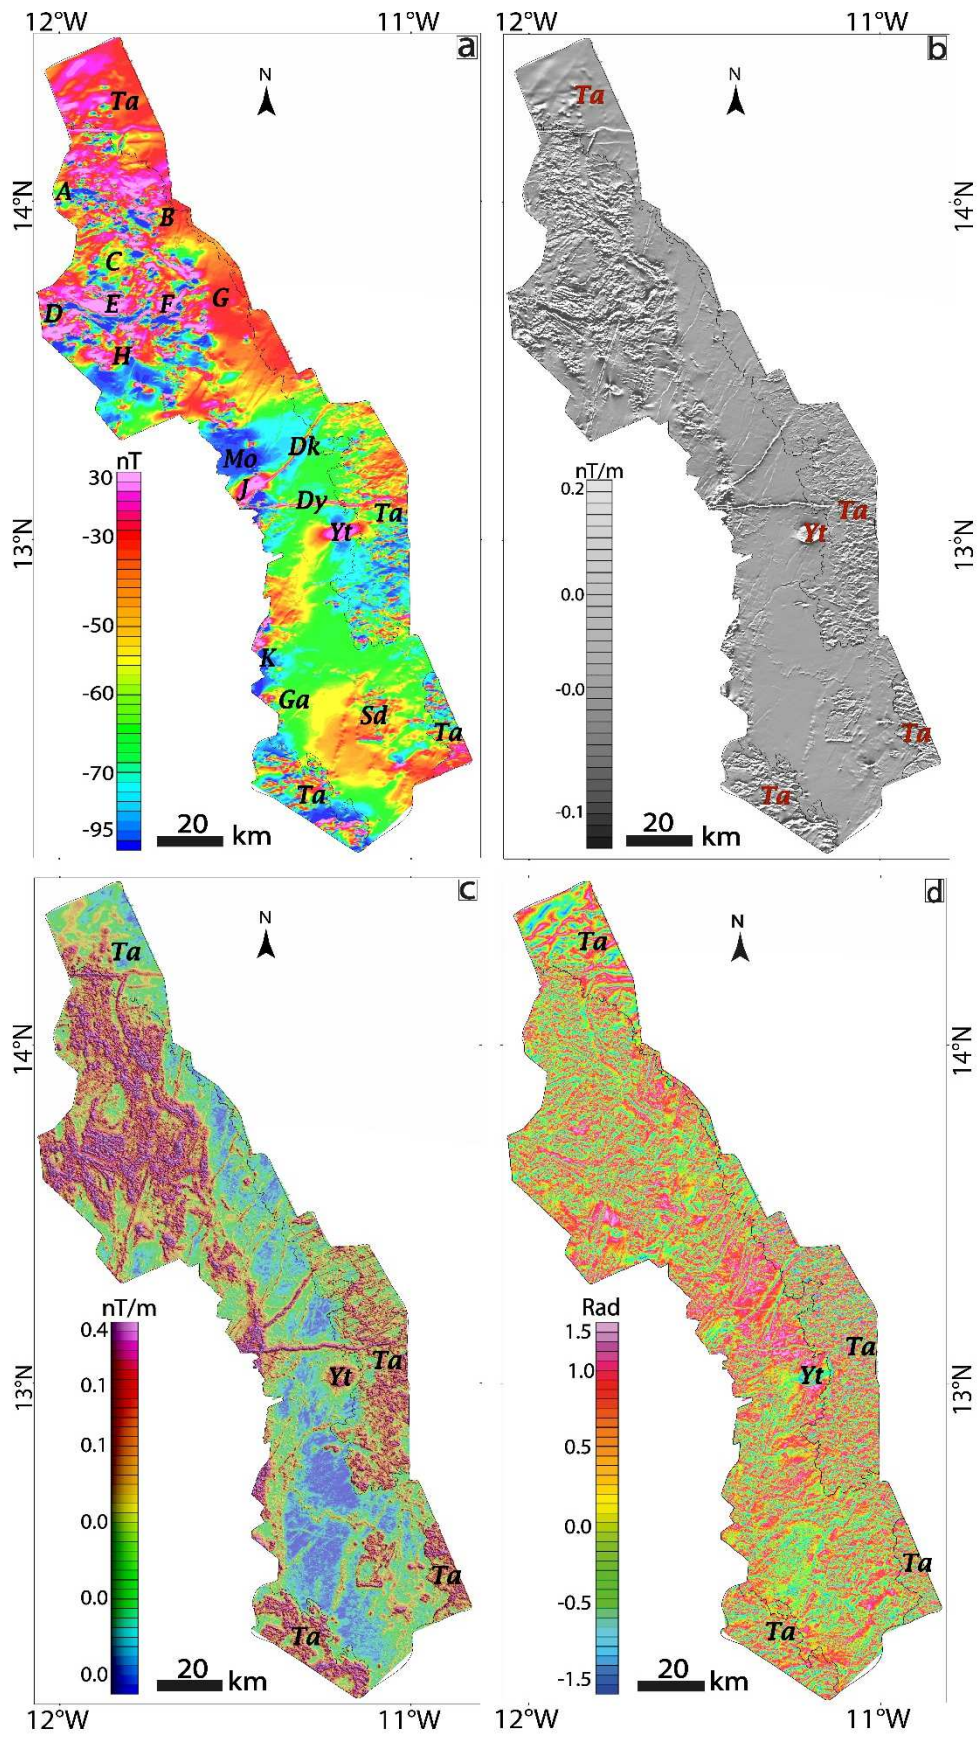 12°W 11°W 12°W 11°W
a b
N N
Ta Ta
14°N 14°N
A
B
C
G
E F
D
H
Dk
Mo
nT nT/m
J
30 0.2
Dy Ta Ta
-30
Yt Yt
13°N 13°N
0.0
-50
K
-60 -0.0
Ga
Sd
Ta Ta
-70
Ta Ta
-95 -0.1
20 km 20 km
c d
N N
Ta Ta
14°N 14°N
nT/m Rad
0.4 1.5
Ta Ta
Yt Yt
13°N 13°N
0.1 1.0
0.1 0.5
0.0 0.0
Ta Ta
0.0 -0.5
Ta Ta
0.0 -1.5
20 km 20 km
12°W 11°W 12°W 11°W